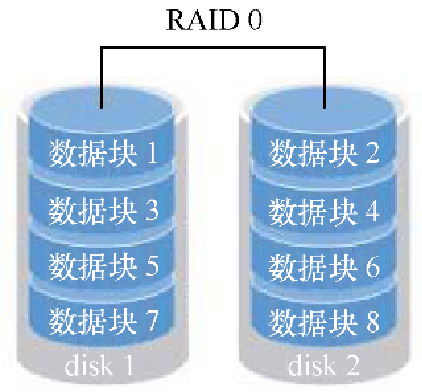 RAID 0
数据块 1
数据块 2
数据块 3
数据块 4
数据块 5
数据块 6
数据块 7
数据块 8
disk 1
disk 2